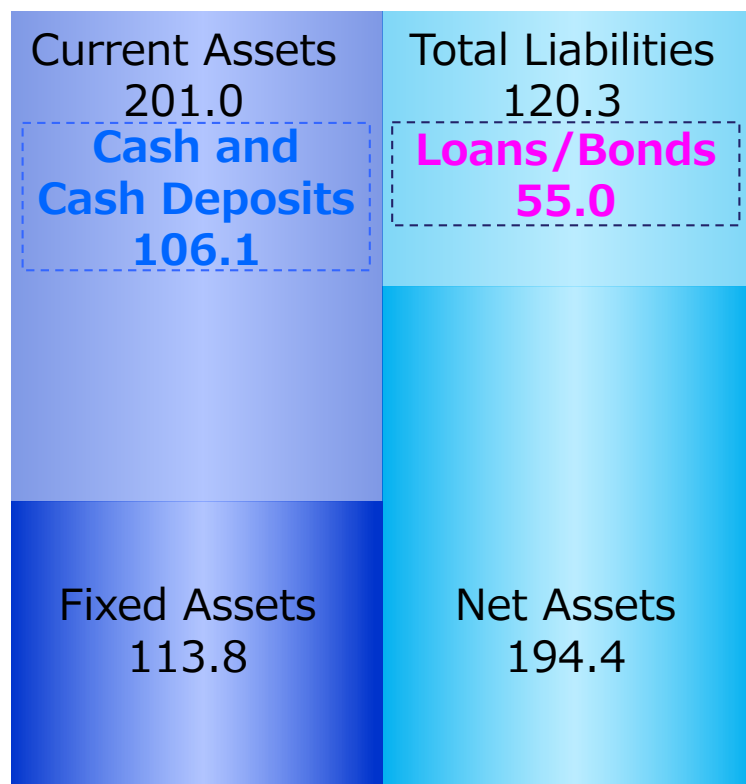 Current Assets
201.0
Cash and
Cash Deposits
106.1
Fixed Assets
113.8
Total Liabilities
120.3
Loans/Bonds
55.0
Net Assets
194.4